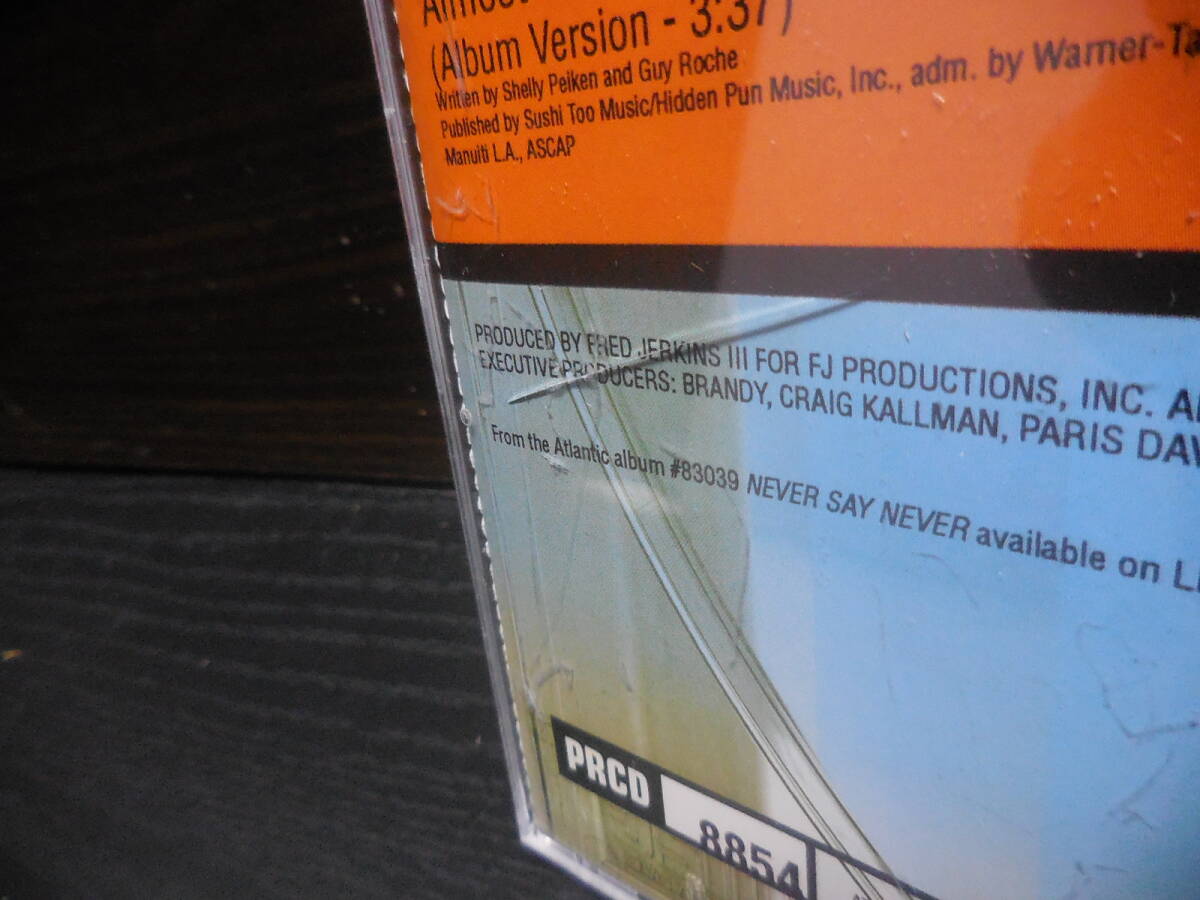 Almost
(Album Version - 3:37)
Written by Shelly Peiken and Guy Roche
Published by Sushi Too Music/Hidden Pun Music, Inc., adm. by Warner-Ta
Manuiti L.A., ASCAP
PRODUCED BY FRED JERKINS III FOR FJ PRODUCTIONS, INC. A
EXECUTIVE PRODUCERS: BRANDY, CRAIG KALLMAN, PARIS DAV
From the Atlantic album #83039 NEVER SAY NEVER available on L
PRCD
8854